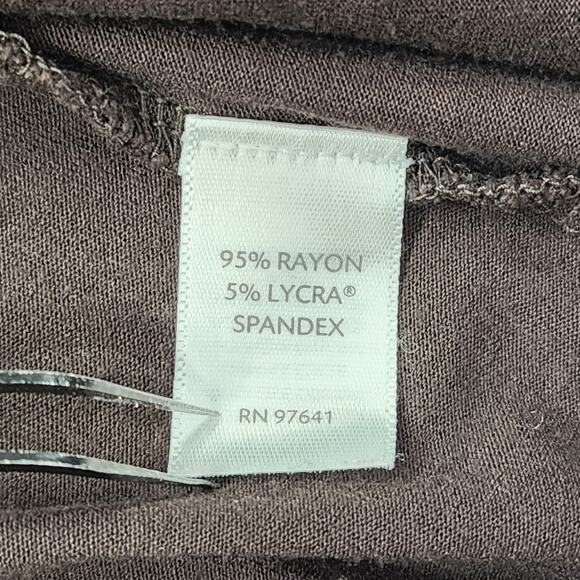 95% RAYON
5% LYCRA®
SPANDEX
RN 97641